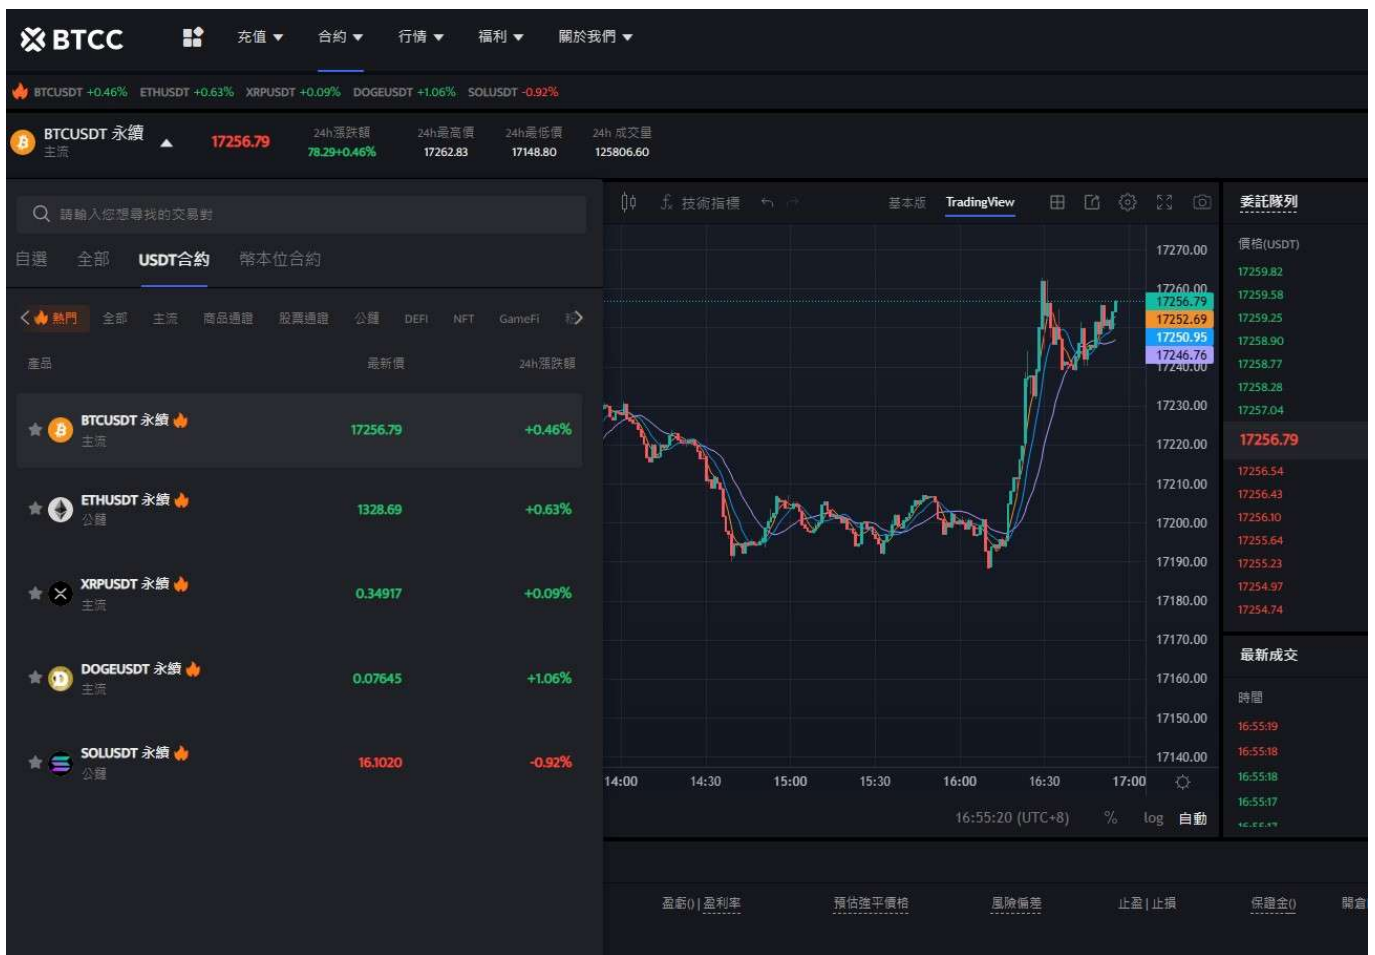 BTCC 充值 合約 行情 福利 關於我們
BTCUSDT +0.46% ETHUSDT +0.63% XRPUSDT +0.09% DOGEUSDT +1.06% SOLUSDT -0.92%
BTCUSDT 永續 17256.79 24h漲跌額 24h最高價 24h最低價 24h 成交量
主流 78.29+0.46% 17262.83 17148.80 125806.60
請輸入您想尋找的交易對
自選 全部 USDT合約 幣本位合約
熱門 全部 主流 商品通證 股票通證 公鏈 DEFI NFT GameFi
產品 最新價 24h漲跌額
BTCUSDT 永續 17256.79 +0.46%
主流
ETHUSDT 永續 1328.69 +0.63%
公鏈
XRPUSDT 永續 0.34917 +0.09%
主流
DOGEUSDT 永續 0.07645 +1.06%
主流
SOLUSDT 永續 16.1020 -0.92%
公鏈
技術指標 基本版 TradingView
17270.00
17260.00
17256.79
17252.69
17250.95
17246.76
17240.00
17230.00
17220.00
17210.00
17200.00
17190.00
17180.00
17170.00
17160.00
17150.00
17140.00
14:00 14:30 15:00 15:30 16:00 16:30 17:00
16:55:20 (UTC+8) % log 自動
委託隊列
價格(USDT)
17259.82
17259.58
17259.25
17258.90
17258.77
17258.28
17257.04
17256.79
17256.54
17256.43
17256.10
17255.64
17255.23
17254.97
17254.74
最新成交
時間
16:55:19
16:55:18
16:55:18
16:55:17
16:55:17
盈虧()|盈利率 預估強平價格 風險偏差 止盈|止損 保證金() 開倉